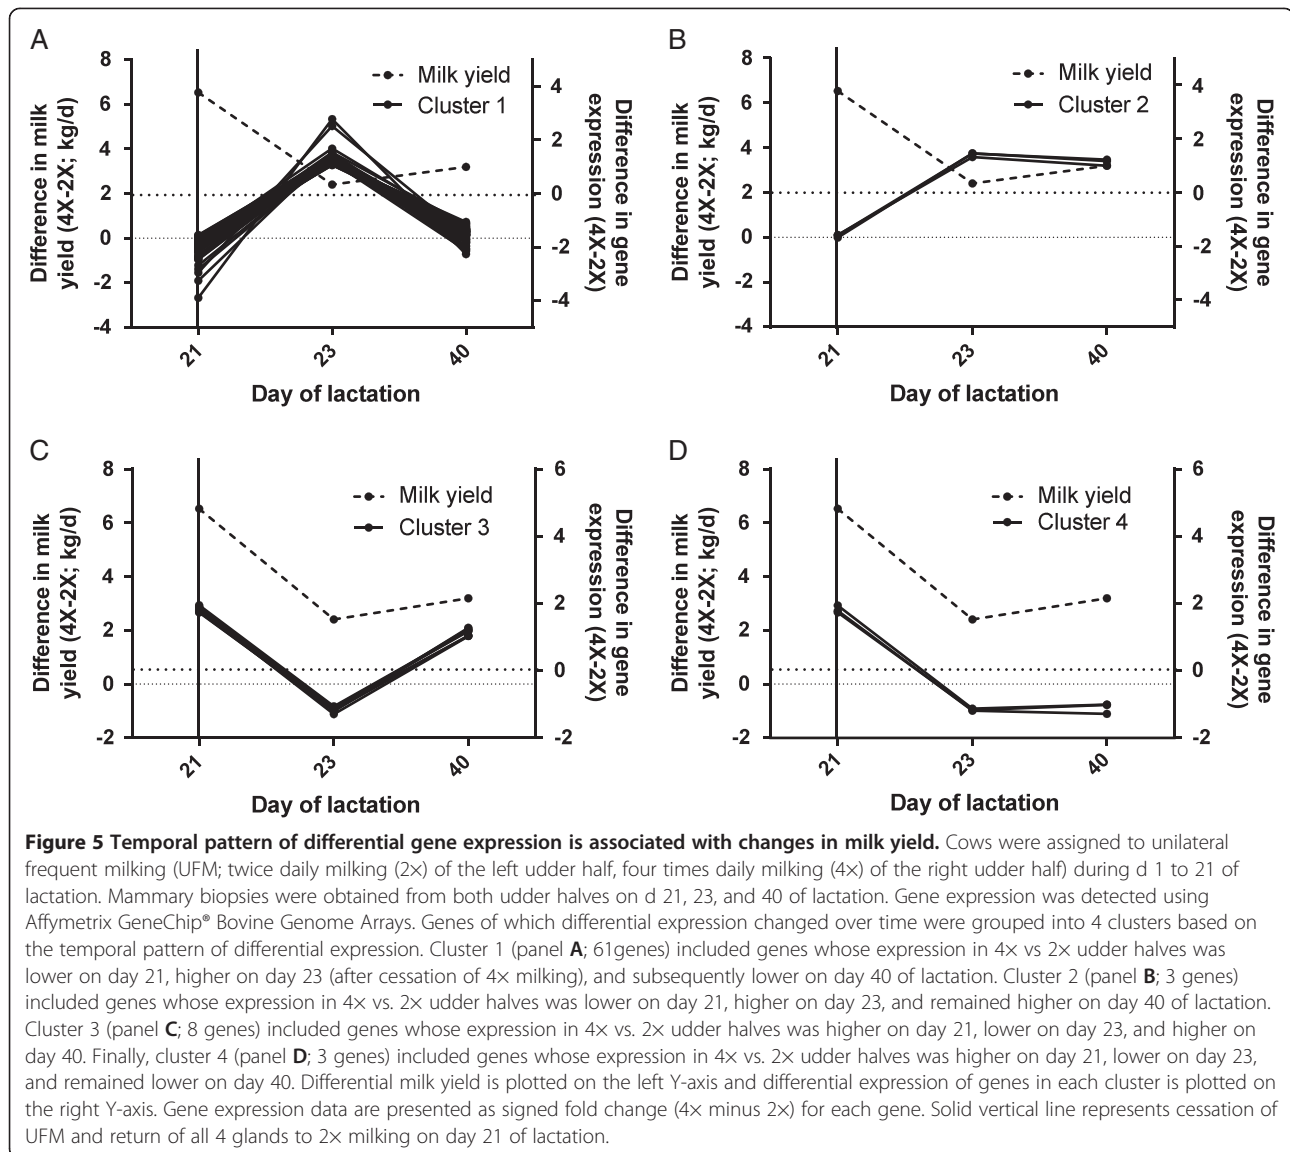 A
8
6
4
2
0
-2
-4
Difference in milk
yield (4X-2X; kg/d)
Milk yield
Cluster 1
4
2
0
-2
-4
Difference in gene
expression (4X-2X)
21
23
40
Day of lactation
B
8
6
4
2
0
-2
-4
Difference in milk
yield (4X-2X; kg/d)
Milk yield
Cluster 2
4
2
0
-2
-4
Difference in gene
expression (4X-2X)
21
23
40
Day of lactation
C
8
6
4
2
0
-2
Difference in milk
yield (4X-2X; kg/d)
Milk yield
Cluster 3
6
4
2
0
-2
Difference in gene
expression (4X-2X)
21
23
40
Day of lactation
D
8
6
4
2
0
-2
Difference in milk
yield (4X-2X; kg/d)
Milk yield
Cluster 4
6
4
2
0
-2
Difference in gene
expression (4X-2X)
21
23
40
Day of lactation
Figure 5 Temporal pattern of differential gene expression is associated with changes in milk yield. Cows were assigned to unilateral
frequent milking (UFM; twice daily milking (2×) of the left udder half, four times daily milking (4×) of the right udder half) during d 1 to 21 of
lactation. Mammary biopsies were obtained from both udder halves on d 21, 23, and 40 of lactation. Gene expression was detected using
Affymetrix GeneChip® Bovine Genome Arrays. Genes of which differential expression changed over time were grouped into 4 clusters based on
the temporal pattern of differential expression. Cluster 1 (panel A; 61genes) included genes whose expression in 4× vs 2× udder halves was
lower on day 21, higher on day 23 (after cessation of 4× milking), and subsequently lower on day 40 of lactation. Cluster 2 (panel B; 3 genes)
included genes whose expression in 4× vs. 2× udder halves was lower on day 21, higher on day 23, and remained higher on day 40 of lactation.
Cluster 3 (panel C; 8 genes) included genes whose expression in 4× vs. 2× udder halves was higher on day 21, lower on day 23, and higher on
day 40. Finally, cluster 4 (panel D; 3 genes) included genes whose expression in 4× vs. 2× udder halves was higher on day 21, lower on day 23,
and remained lower on day 40. Differential milk yield is plotted on the left Y-axis and differential expression of genes in each cluster is plotted on
the right Y-axis. Gene expression data are presented as signed fold change (4× minus 2×) for each gene. Solid vertical line represents cessation of
UFM and return of all 4 glands to 2× milking on day 21 of lactation.